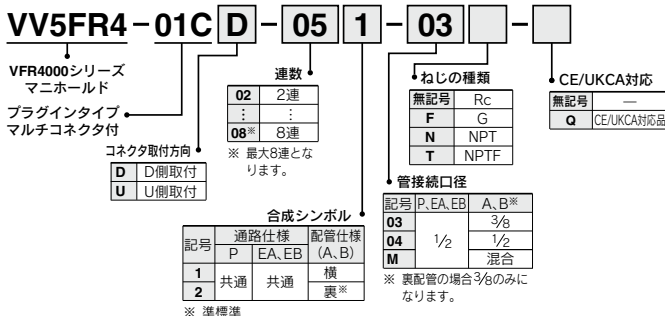 VV5FR4-01C D - 05 1 - 03 □ - □
VFR4000シリーズ
マニホールド
プラグインタイプ
マルチコネクタ付
コネクタ取付方向
D D側取付
U U側取付
連数
02 2連
⋮ ⋮
08※ 8連
※ 最大8連とな
ります。
合成シンボル
記号 通路仕様 配管仕様
P EA、EB (A、B)
1 共通 共通 横
2 裏※
※ 準標準
ねじの種類
無記号 Rc
F G
N NPT
T NPTF
管接続口径
記号 P、EA、EB A、B※
03 1/2 3/8
04 1/2
M 混合
※ 裏配管の場合3/8のみに
なります。
CE/UKCA対応
無記号 —
Q CE/UKCA対応品